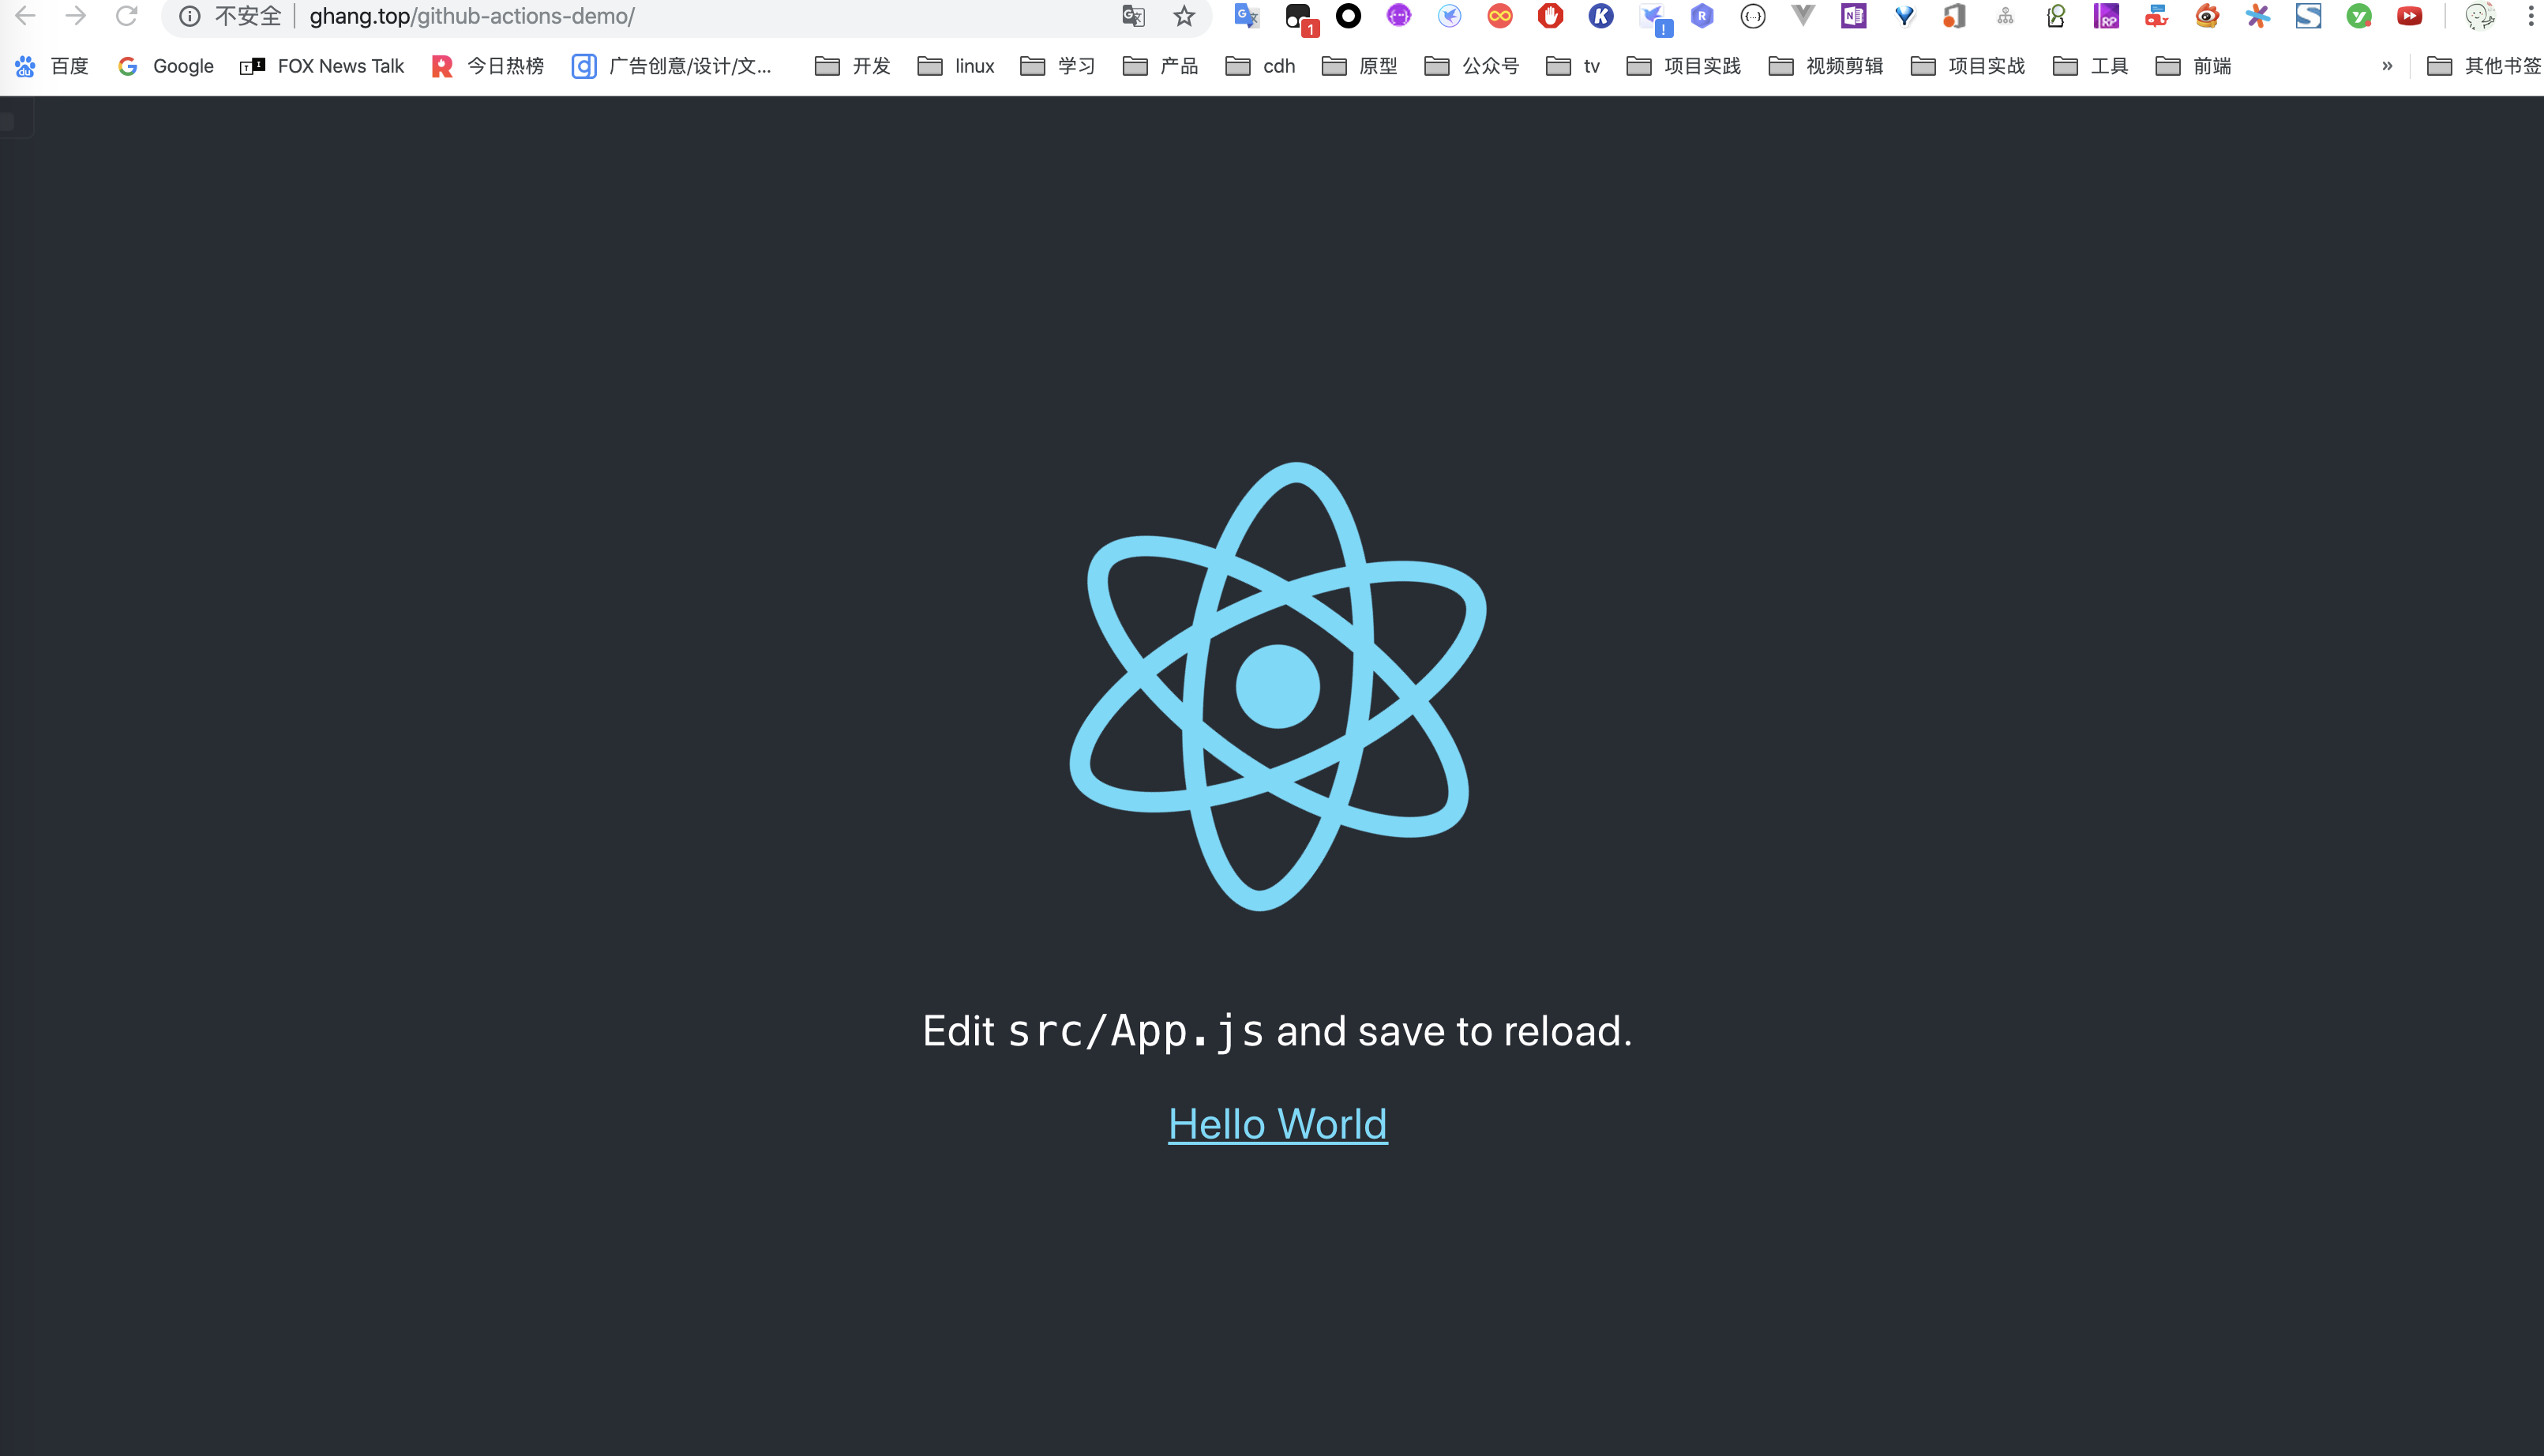 不安全 ghang.top/github-actions-demo/ 1
百度 Google FOX News Talk 今日热榜 广告创意/设计/文... 开发 linux 学习 产品 cdh 原型 公众号 tv 项目实践 视频剪辑 项目实战 工具 前端 » 其他书签
Edit src/App.js and save to reload.
Hello World